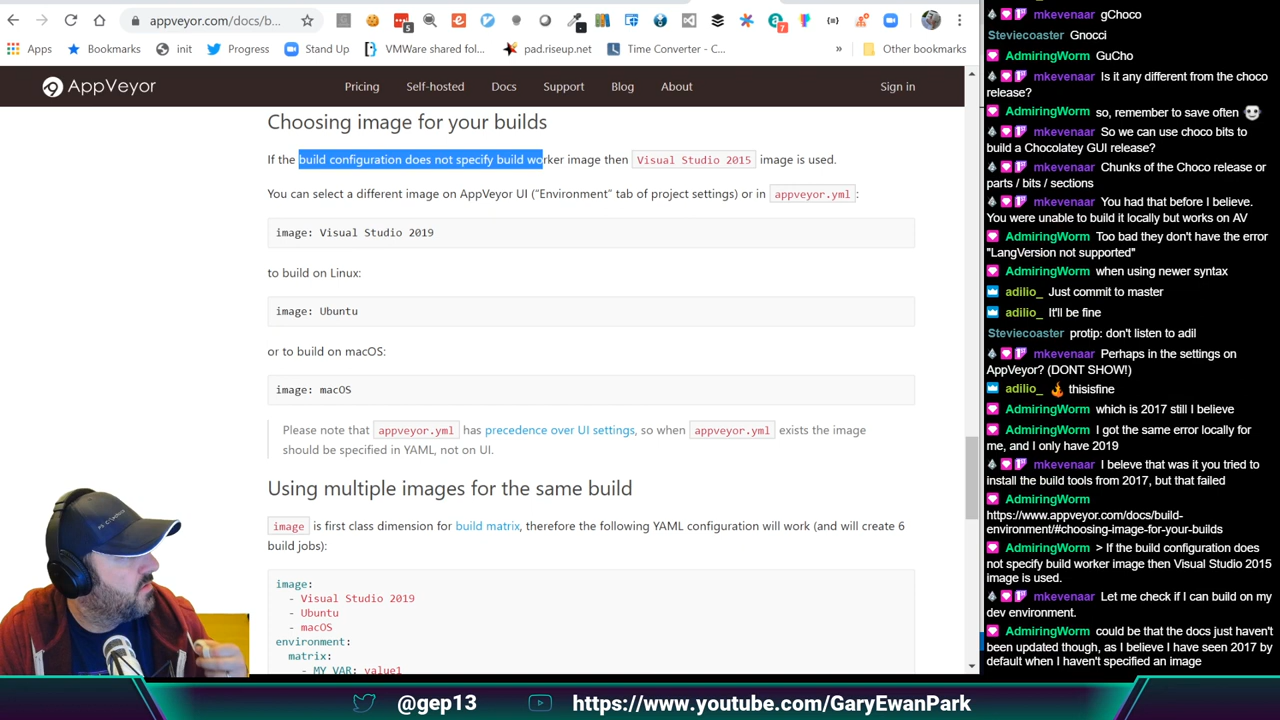 appveyor.com/docs/b...
5
7
Apps
Bookmarks
init
Progress
Stand Up
VMWare shared fol...
pad.riseup.net
Time Converter - C...
»
Other bookmarks
AppVeyor
Pricing
Self-hosted
Docs
Support
Blog
About
Sign in
Choosing image for your builds
If the build configuration does not specify build worker image then Visual Studio 2015 image is used.
You can select a different image on AppVeyor UI (“Environment” tab of project settings) or in appveyor.yml :
image: Visual Studio 2019
to build on Linux:
image: Ubuntu
or to build on macOS:
image: macOS
Please note that appveyor.yml has precedence over UI settings, so when appveyor.yml exists the image
should be specified in YAML, not on UI.
Using multiple images for the same build
image is first class dimension for build matrix, therefore the following YAML configuration will work (and will create 6
build jobs):
image:
- Visual Studio 2019
- Ubuntu
- macOS
environment:
matrix:
- MY_VAR: value1
mkevenaar gChoco
Steviecoaster Gnocci
AdmiringWorm GuCho
mkevenaar Is it any different from the choco
release?
AdmiringWorm so, remember to save often
mkevenaar So we can use choco bits to
build a Chocolatey GUI release?
mkevenaar Chunks of the Choco release or
parts / bits / sections
mkevenaar You had that before I believe.
You were unable to build it locally but works on AV
AdmiringWorm Too bad they don't have the error
"LangVersion not supported"
AdmiringWorm when using newer syntax
adilio_ Just commit to master
adilio_ It'll be fine
Steviecoaster protip: don't listen to adil
mkevenaar Perhaps in the settings on
AppVeyor? (DONT SHOW!)
adilio_ thisisfine
AdmiringWorm which is 2017 still I believe
AdmiringWorm I got the same error locally for
me, and I only have 2019
mkevenaar I beleve that was it you tried to
install the build tools from 2017, but that failed
AdmiringWorm
https://www.appveyor.com/docs/build-
environment/#choosing-image-for-your-builds
AdmiringWorm > If the build configuration does
not specify build worker image then Visual Studio 2015
image is used.
mkevenaar Let me check if I can build on my
dev environment.
AdmiringWorm could be that the docs just haven't
been updated though, as I believe I have seen 2017 by
default when I haven't specified an image
@gep13
https://www.youtube.com/GaryEwanPark